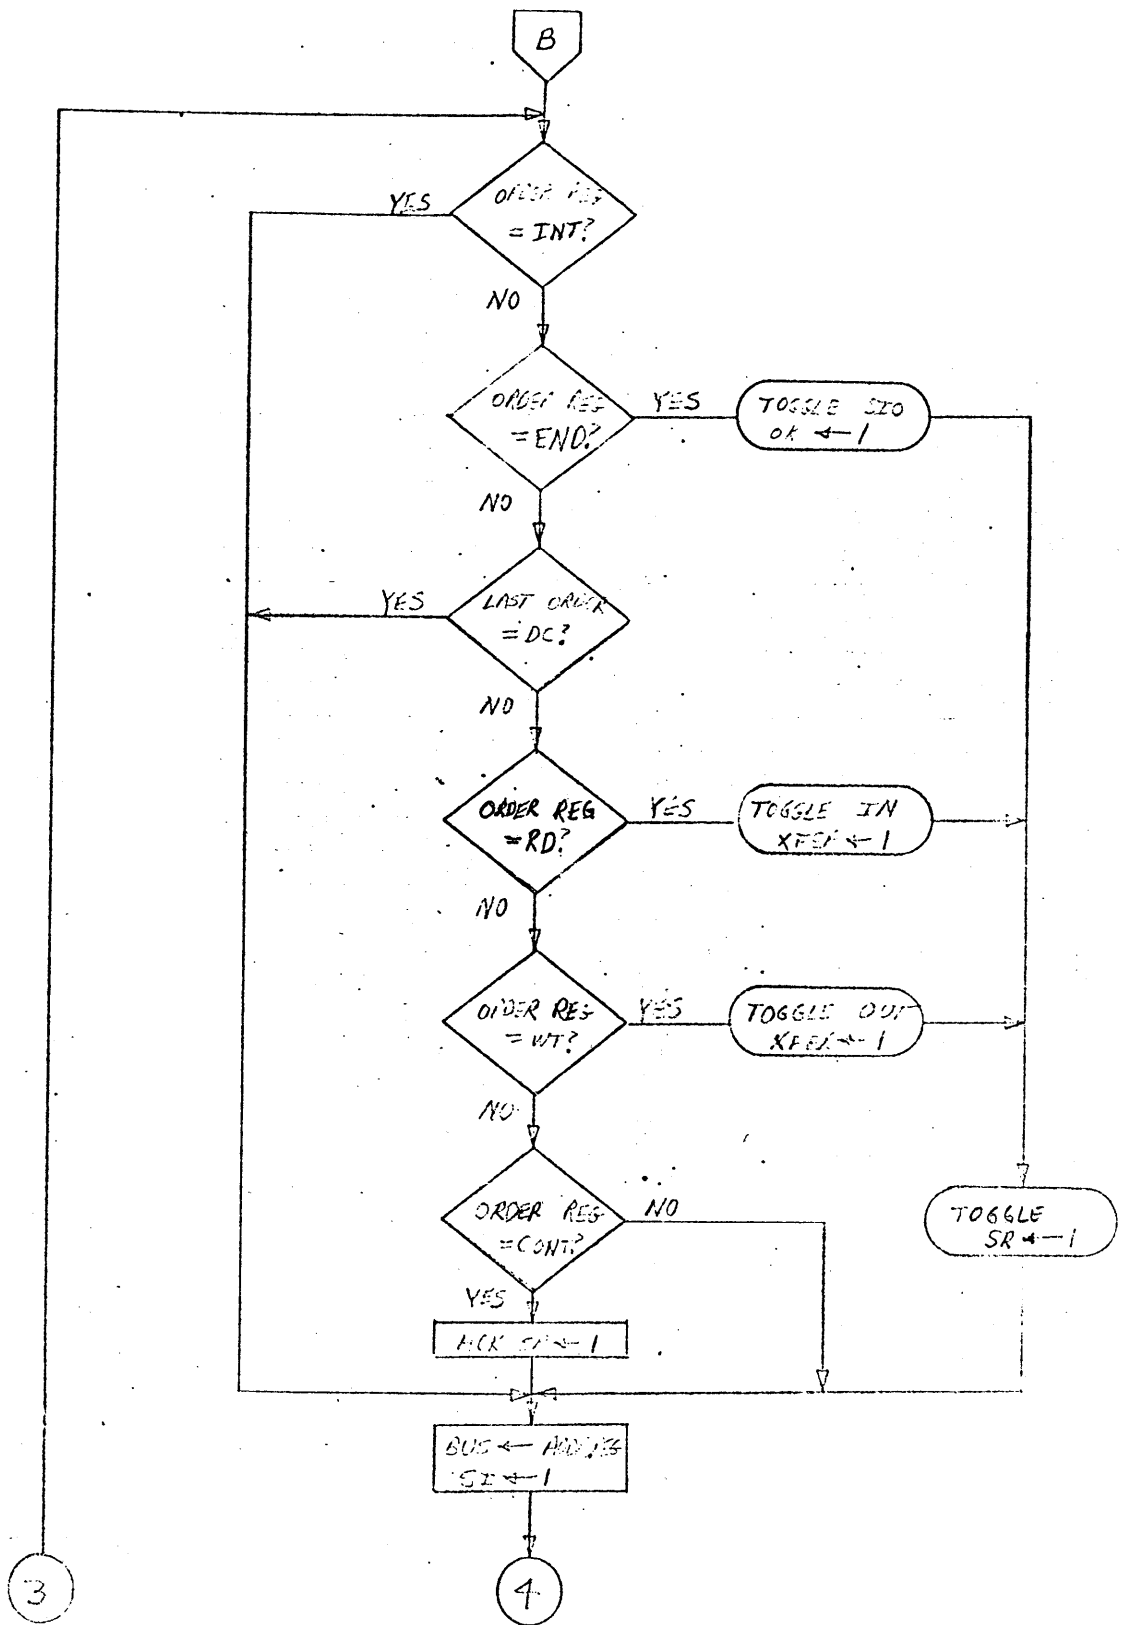 B
ORDER REG
= INT?
YES
NO
ORDER REG
= END?
YES
TOGGLE SIO
OK ← 1
NO
LAST ORDER
= DC?
YES
NO
ORDER REG
= RD?
YES
TOGGLE IN
XFER ← 1
NO
ORDER REG
= WT?
YES
TOGGLE OUT
XFER ← 1
NO
ORDER REG
= CONT?
NO
TOGGLE
SR ← 1
YES
ACK ← 1
BUS ← ADD REG
SI ← 1
3
4